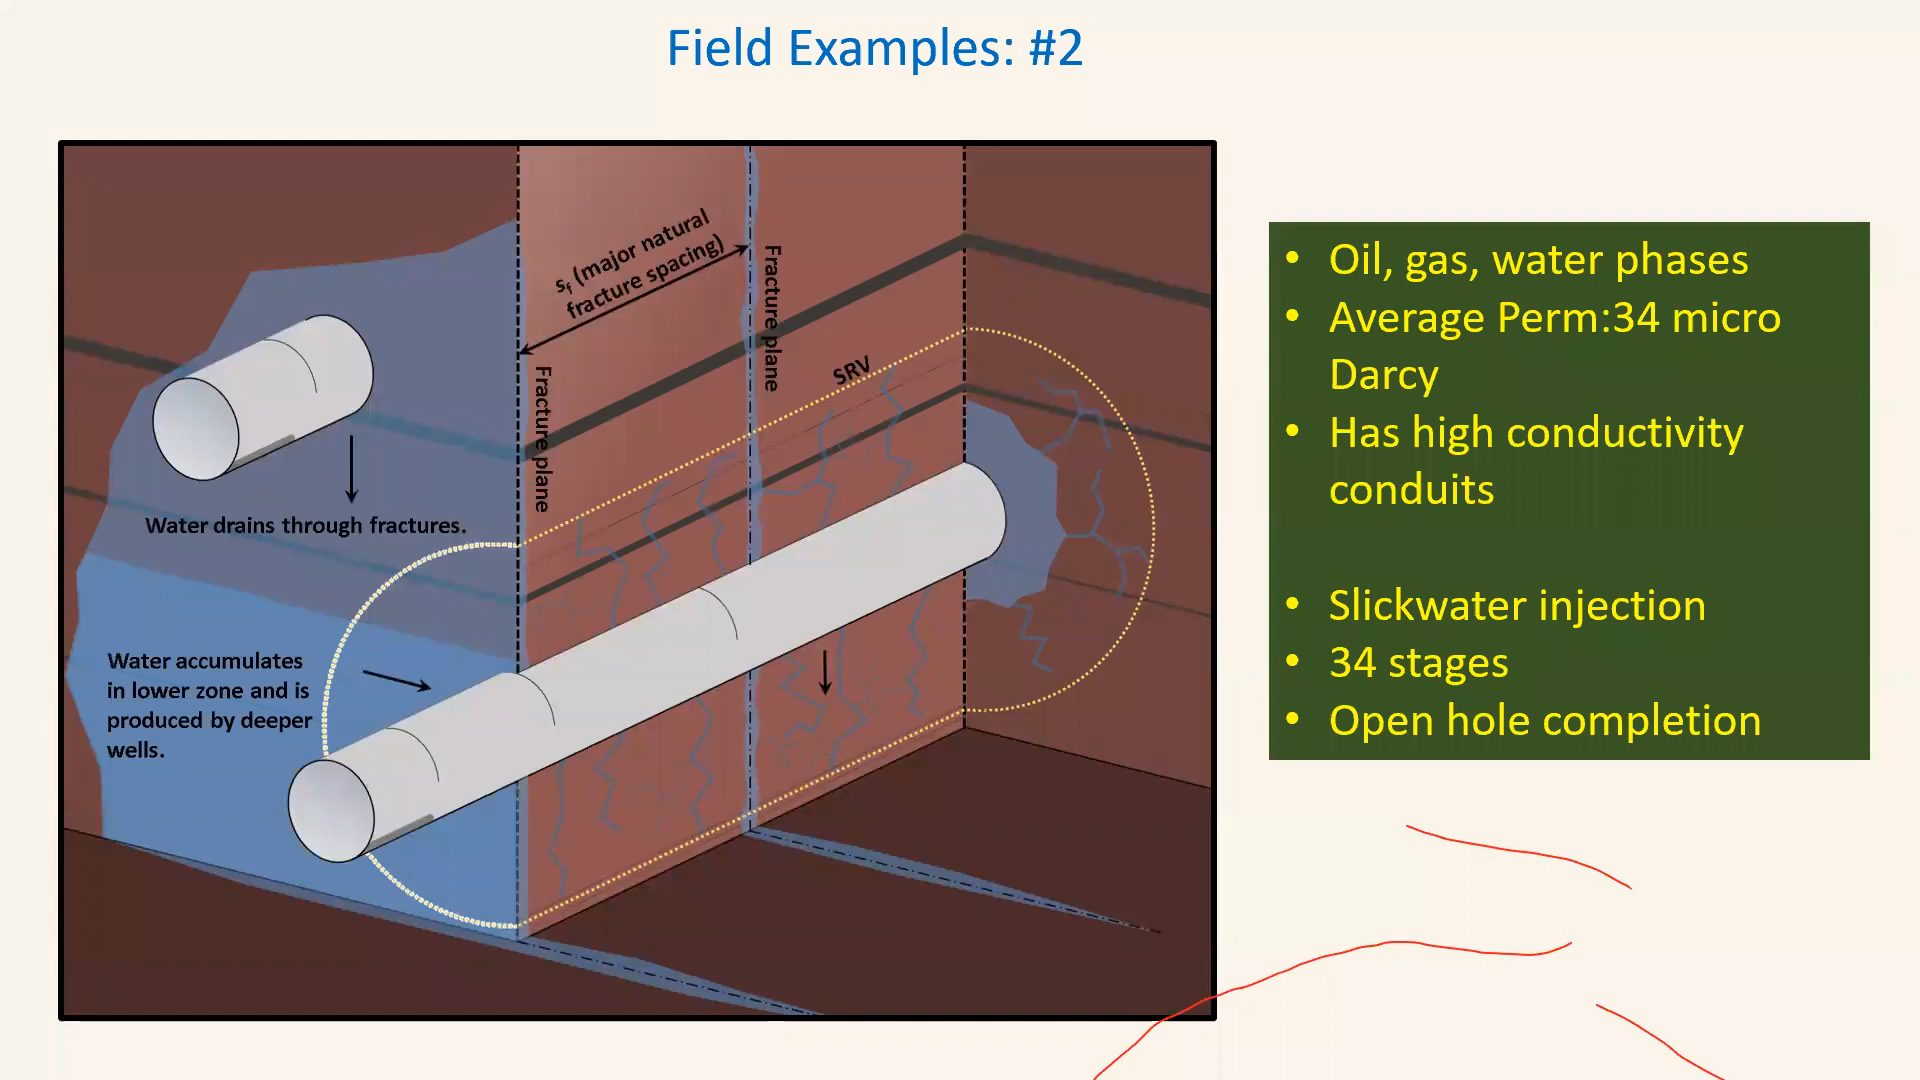 Field Examples: #2
s_f (major natural
fracture spacing)
Fracture plane
Fracture plane
SRV
Water drains through fractures.
Water accumulates
in lower zone and is
produced by deeper
wells.
• Oil, gas, water phases
• Average Perm:34 micro
Darcy
• Has high conductivity
conduits
• Slickwater injection
• 34 stages
• Open hole completion